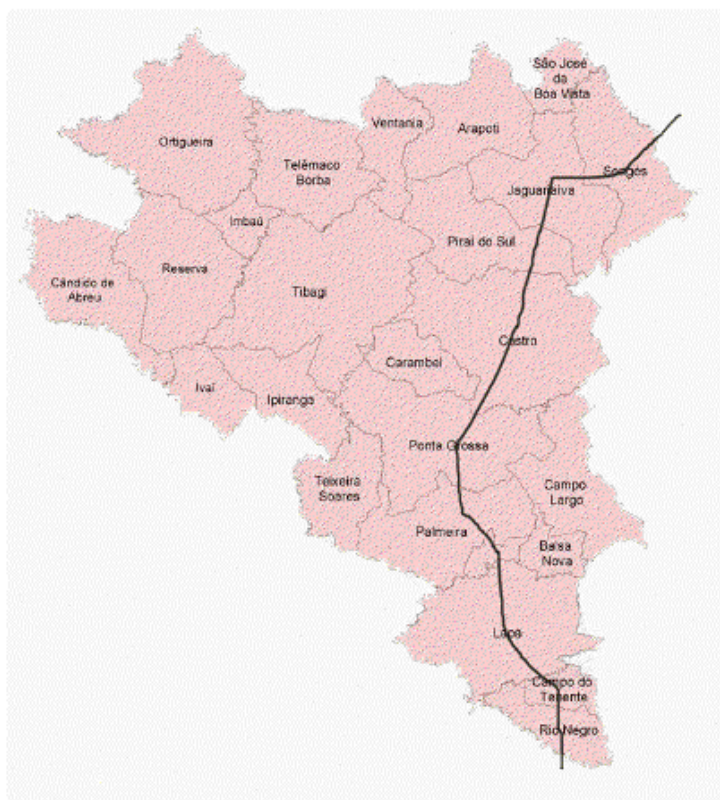 São José
da
Boa Vista
Ventania
Arapoti
Ortigueira
Telêmaco
Borba
Sengés
Jaguariaíva
Imbaú
Piraí do Sul
Reserva
Cândido de
Abreu
Tibagi
Castro
Carambeí
Ivaí
Ipiranga
Ponta Grossa
Teixeira
Soares
Campo
Largo
Palmeira
Balsa
Nova
Lapa
Campo do
Tenente
Rio Negro